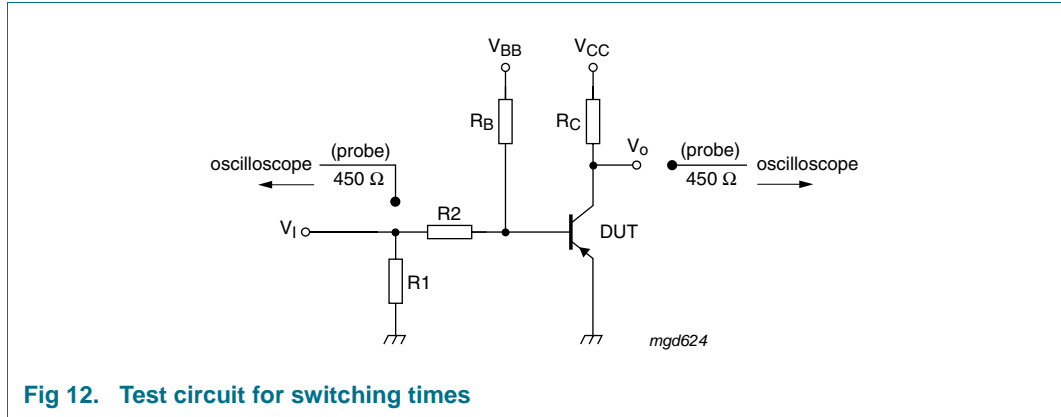 V_BB V_CC
R_B R_C
oscilloscope (probe) 450 Ω
V_o (probe) 450 Ω oscilloscope
V_I R2 DUT
R1
mgd624
Fig 12. Test circuit for switching times